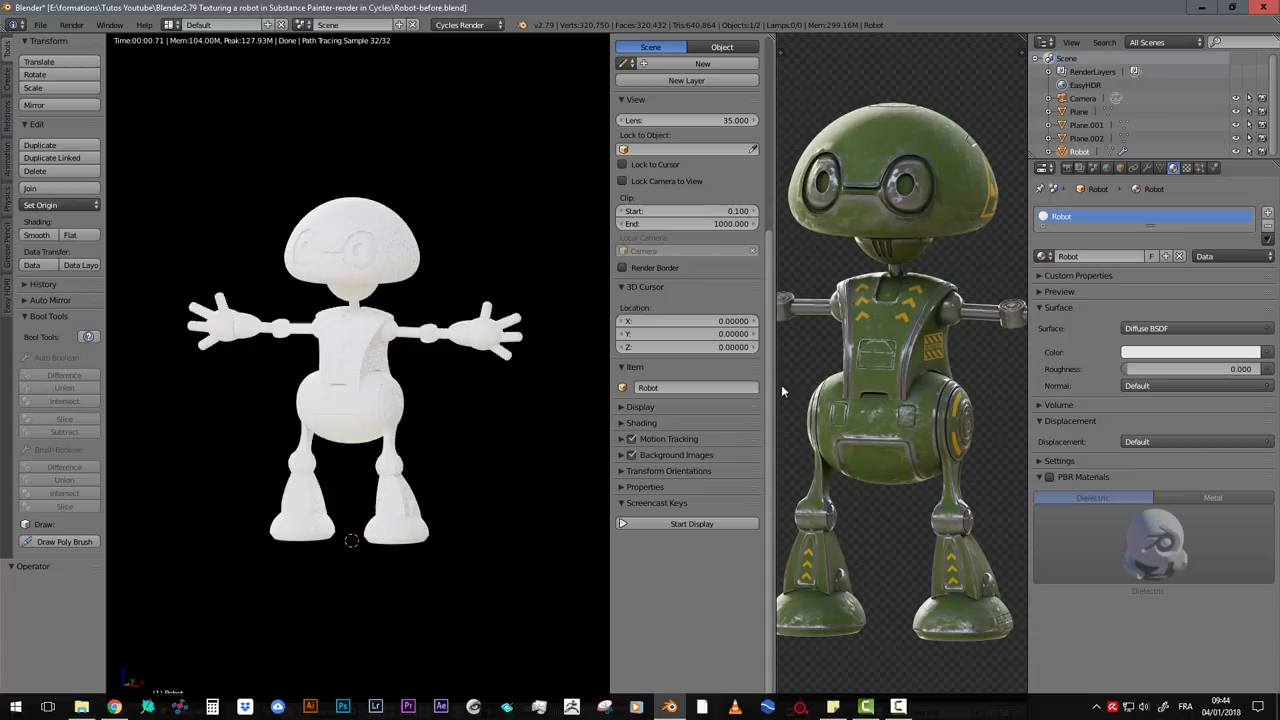 Blender* [E:\formations\Tutos Youtube\Blender2.79 Texturing a robot in Substance Painter-render in Cycles\Robot-before.blend]
File Render Window Help Default Scene Cycles Render v2.79 | Verts:320,750 | Faces:320,432 | Tris:640,864 | Objects:1/2 | Lamps:0/0 | Mem:299.16M | Robot
Time:00:00.71 | Mem:104.00M, Peak:127.93M | Done | Path Tracing Sample 32/32
Tools
Create
Relations
Animation
Physics
Grease Pencil
Easy HDRI
Transform
Translate
Rotate
Scale
Mirror
Edit
Duplicate
Duplicate Linked
Delete
Join
Set Origin
Shading:
Smooth Flat
Data Transfer:
Data Data Layo
History
Auto Mirror
Bool Tools
Bool Tools:
Auto Boolean
Difference
Union
Intersect
Slice
Subtract
Brush Boolean
Difference
Union
Intersect
Slice
Draw:
Draw Poly Brush
Operator
(1) Robot
Scene Object
New
New Layer
View
Lens: 35.000
Lock to Object:
Lock to Cursor
Lock Camera to View
Clip:
Start: 0.100
End: 1000.000
Local Camera:
Camera
Render Border
3D Cursor
Location:
X: 0.00000
Y: 0.00000
Z: 0.00000
Item
Robot
Display
Shading
Motion Tracking
Background Images
Transform Orientations
Properties
Screencast Keys
Start Display
View Search All Scenes
Scene
RenderLayers
EasyHDR
Camera
Plane
Plane.001
Plane.002
Robot
Robot Robot
Robot
Robot F Data
Custom Properties
Preview
Surface
Surface: Diffuse BSDF
Color:
Roughness: 0.000
Normal: Default
Volume
Displacement
Displacement: Default
Settings
PBR Materials
Dielectric Metal
Dielectric
FRA
09:44
04/01/2018